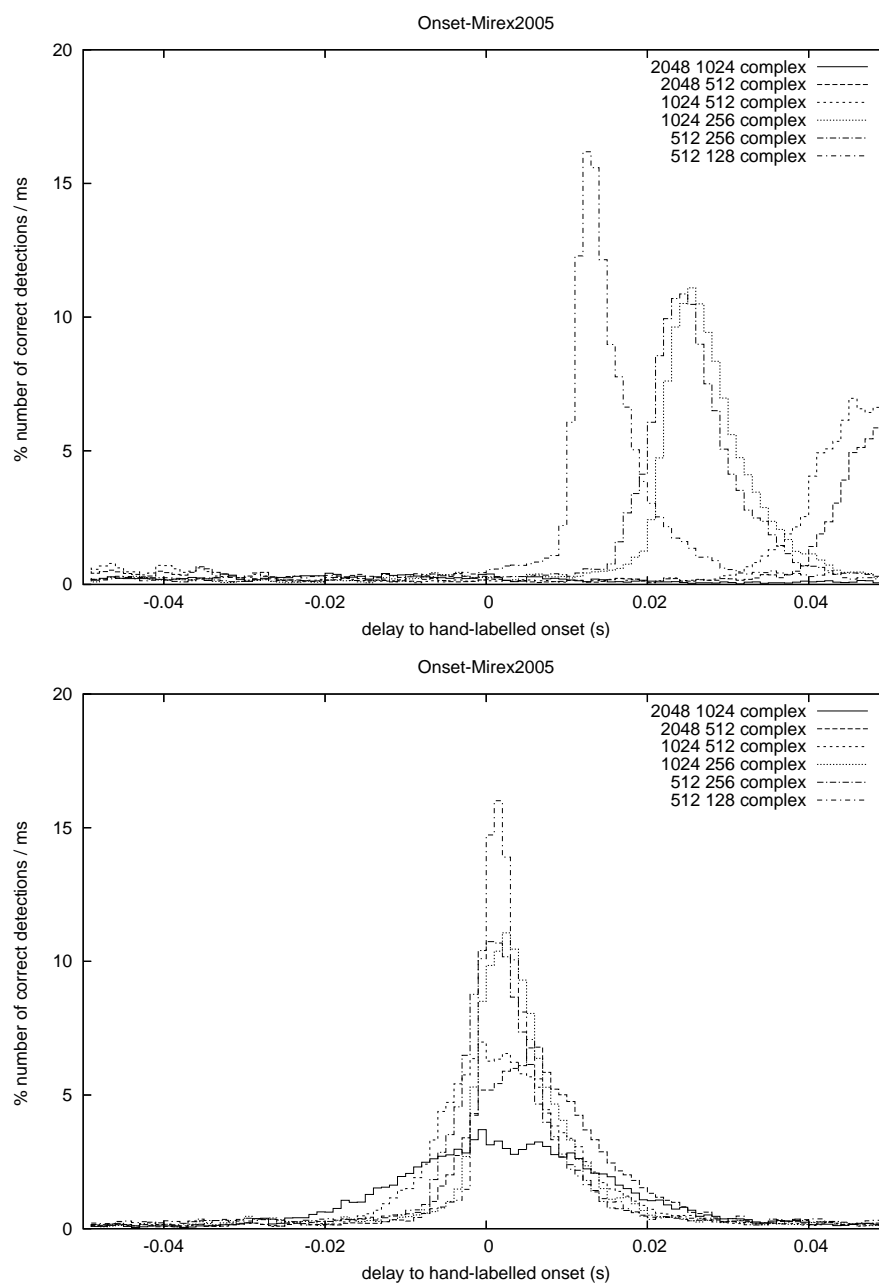 Onset-Mirex2005
20
2048 1024 complex
2048 512 complex
1024 512 complex
1024 256 complex
512 256 complex
512 128 complex
15
% number of correct detections / ms
10
5
0
-0.04
-0.02
0
0.02
0.04
delay to hand-labelled onset (s)
Onset-Mirex2005
20
2048 1024 complex
2048 512 complex
1024 512 complex
1024 256 complex
512 256 complex
512 128 complex
15
% number of correct detections / ms
10
5
0
-0.04
-0.02
0
0.02
0.04
delay to hand-labelled onset (s)